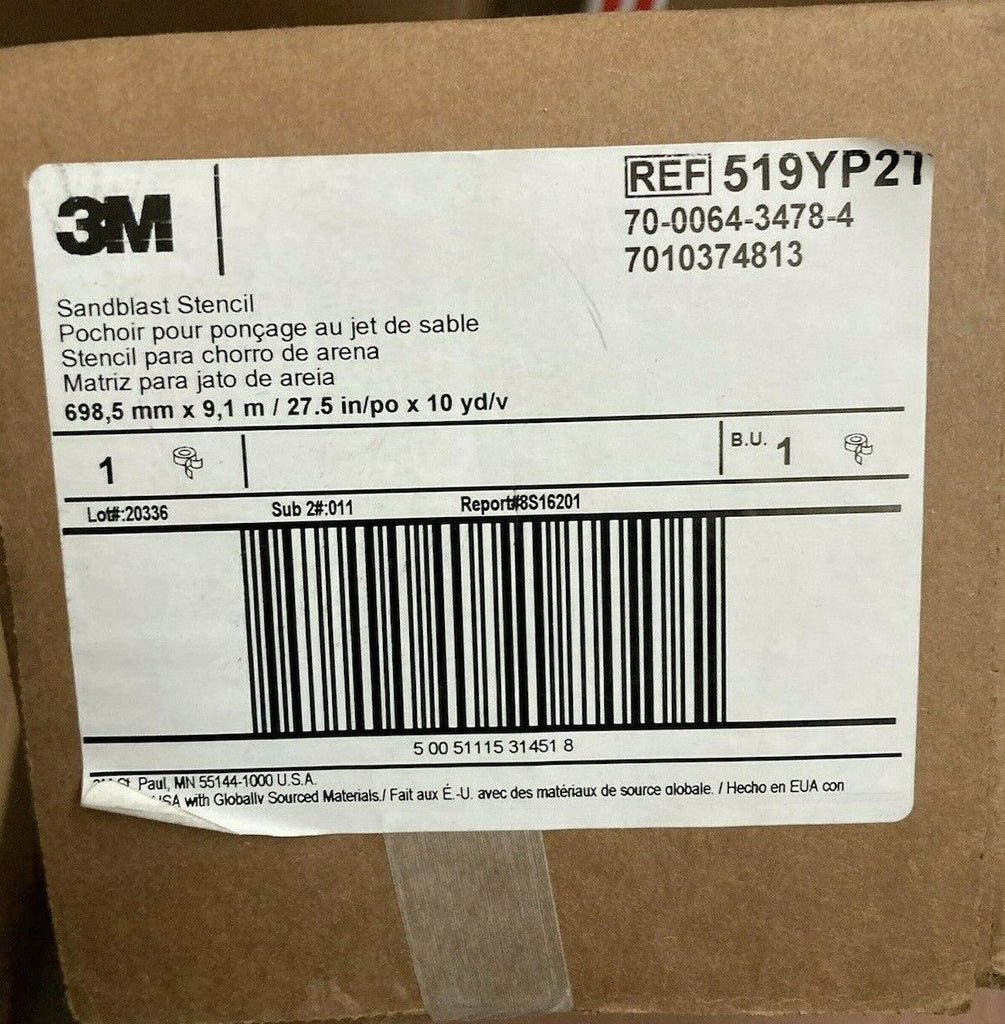 3M
REF 519YP27
70-0064-3478-4
7010374813
Sandblast Stencil
Pochoir pour ponçage au jet de sable
Stencil para chorro de arena
Matriz para jato de areia
698,5 mm x 9,1 m / 27.5 in/po x 10 yd/v
1
B.U. 1
Lot#:20336 Sub 2#:011 Report#8S16201
5 00 51115 31451 8
St. Paul, MN 55144-1000 U.S.A.
USA with Globally Sourced Materials./ Fait aux É.-U. avec des matériaux de source globale. / Hecho en EUA con